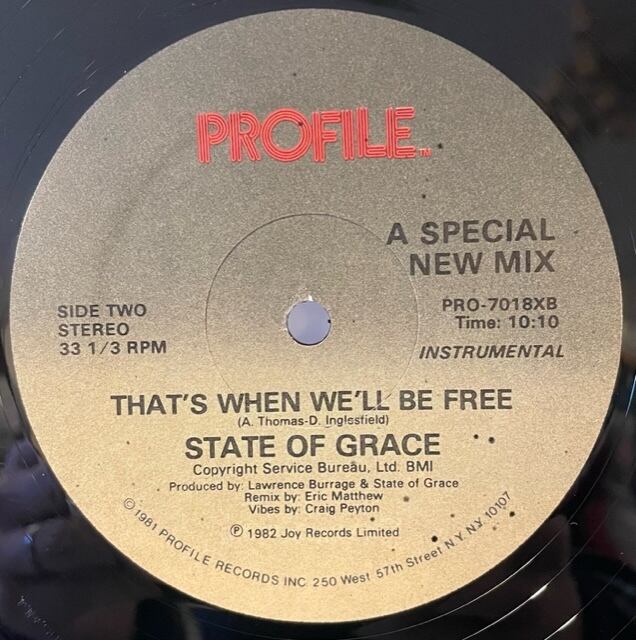 PROFILE TM
A SPECIAL
NEW MIX
SIDE TWO
STEREO
33 1/3 RPM
PRO-7018XB
Time: 10:10
INSTRUMENTAL
THAT'S WHEN WE'LL BE FREE
(A. Thomas-D. Inglesfield)
STATE OF GRACE
Copyright Service Bureau, Ltd. BMI
Produced by: Lawrence Burrage & State of Grace
Remix by: Eric Matthew
Vibes by: Craig Peyton
℗ 1982 Joy Records Limited
© 1981 PROFILE RECORDS INC 250 West 57th Street N.Y. N.Y. 10107